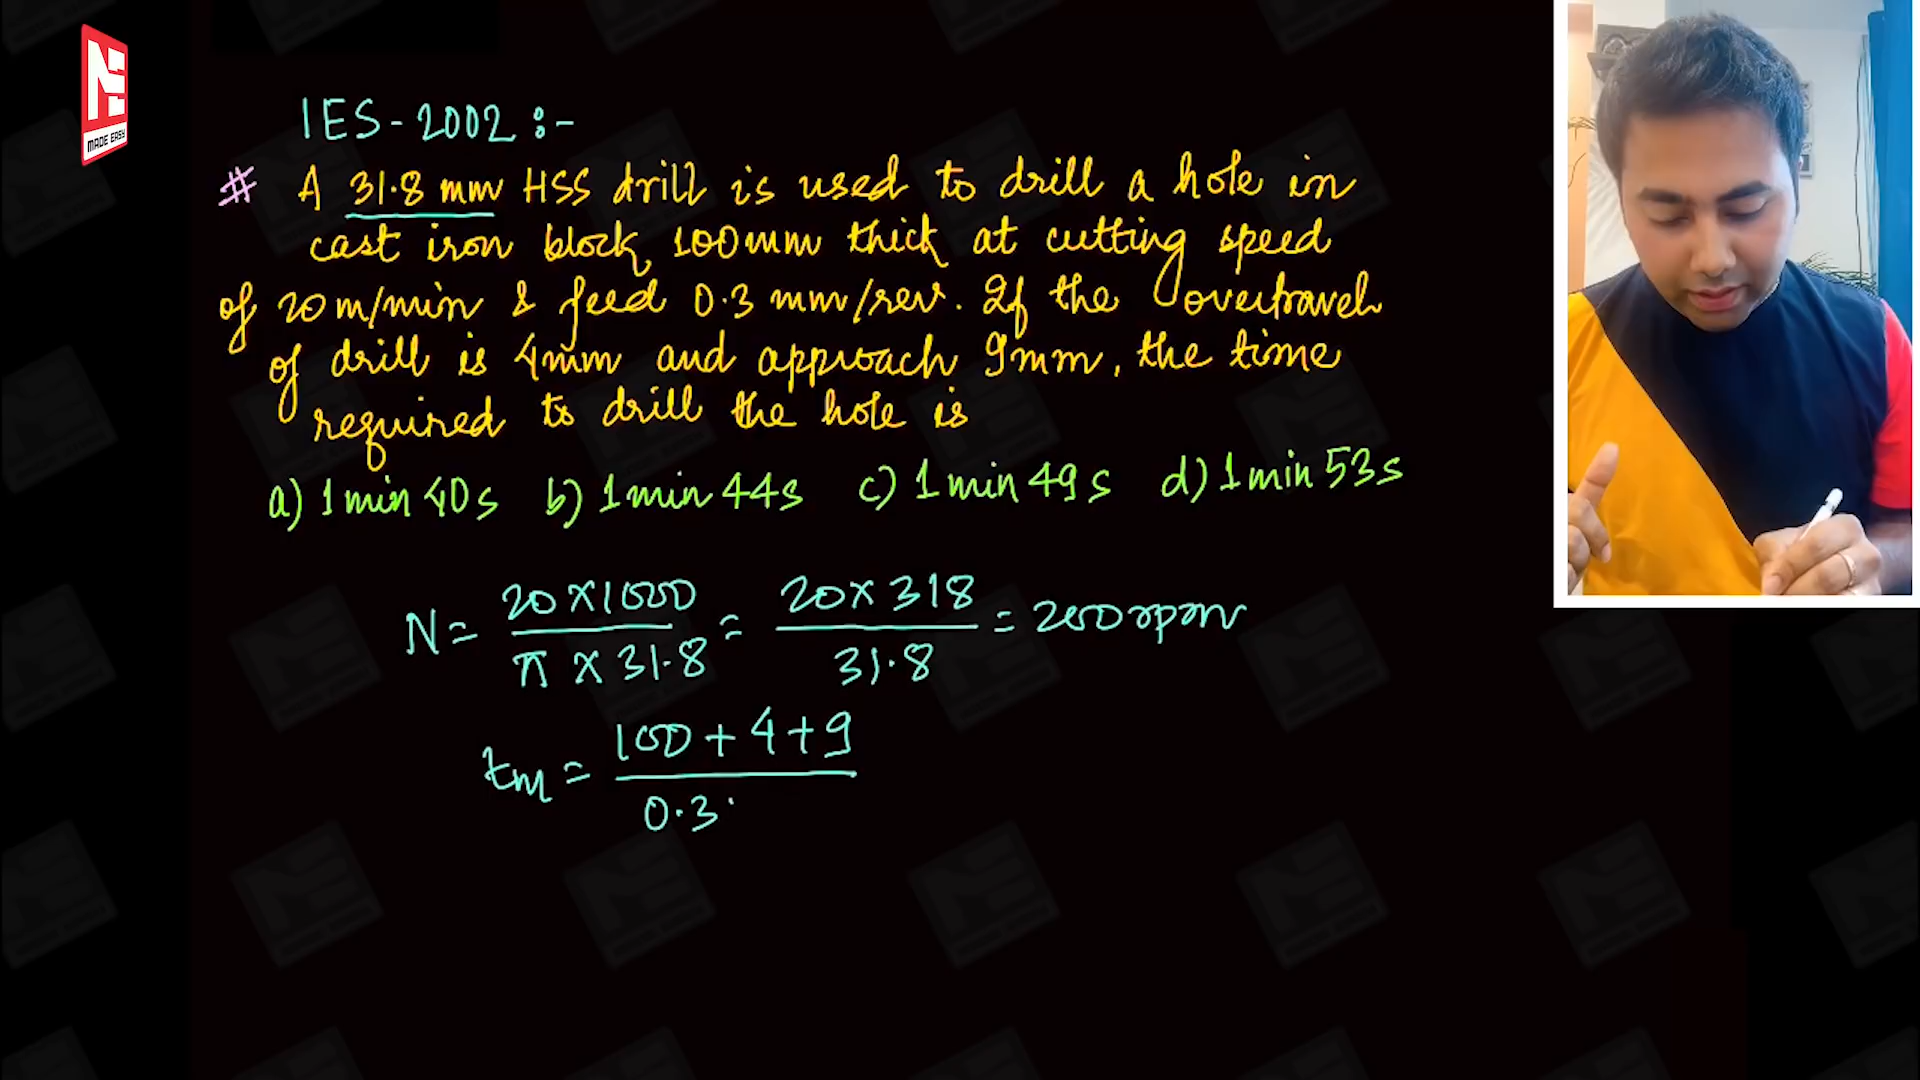 MADE EASY
IES-2002:-
# A 31.8 mm HSS drill is used to drill a hole in
cast iron block 100mm thick at cutting speed
of 20 m/min & feed 0.3 mm/rev. If the overtravel
of drill is 4mm and approach 9mm, the time
required to drill the hole is
a) 1 min 40s b) 1 min 44s c) 1 min 49s d) 1 min 53s
N = 20×1000 / π × 31.8 = 20×318 / 31.8 = 200 rpm
tm = 100+4+9 / 0.3